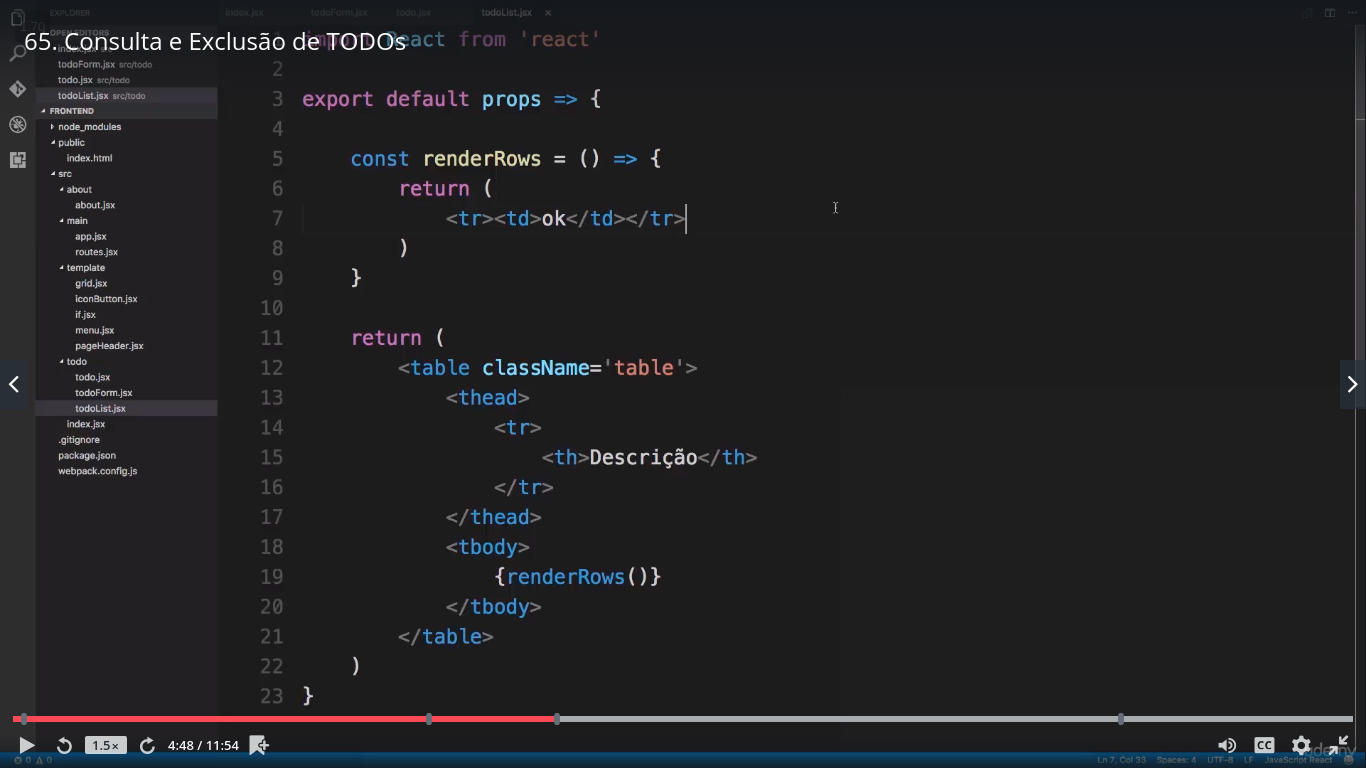 EXPLORER
index.jsx todoForm.jsx todo.jsx todoList.jsx ×
65. Consulta e Exclusão de TODOs
OPEN EDITORS
index.jsx src
todoForm.jsx src/todo
todo.jsx src/todo
todoList.jsx src/todo
FRONTEND
node_modules
public
index.html
src
about
about.jsx
main
app.jsx
routes.jsx
template
grid.jsx
iconButton.jsx
if.jsx
menu.jsx
pageHeader.jsx
todo
todo.jsx
todoForm.jsx
todoList.jsx
index.jsx
.gitignore
package.json
webpack.config.js
import React from 'react'
2
3 export default props => {
4
5 const renderRows = () => {
6 return (
7 <tr><td>ok</td></tr>
8 )
9 }
10
11 return (
12 <table className='table'>
13 <thead>
14 <tr>
15 <th>Descrição</th>
16 </tr>
17 </thead>
18 <tbody>
19 {renderRows()}
20 </tbody>
21 </table>
22 )
23 }
1.5× 4:48 / 11:54 CC
0 0 Ln 7, Col 33 Spaces: 4 UTF-8 LF JavaScript React